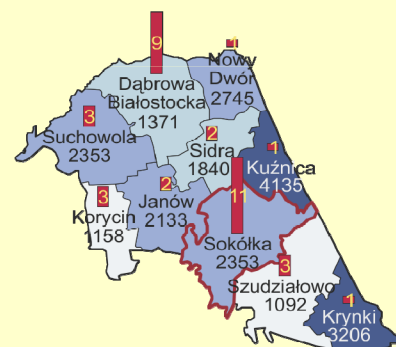 9
Dąbrowa
Białostocka
1371
1
Nowy
Dwór
2745
3
Suchowola
2353
2
Sidra
1840
1
Kuźnica
4135
3
Korycin
1158
2
Janów
2133
11
Sokółka
2353
3
Szudziałowo
1092
1
Krynki
3206